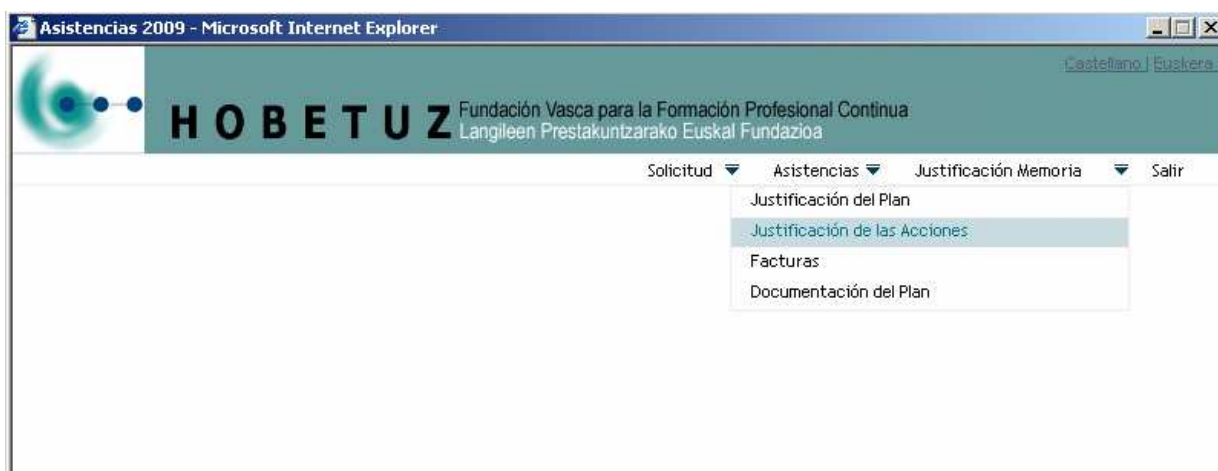 Asistencias 2009 - Microsoft Internet Explorer
Castellano | Euskera
HOBETUZ Fundación Vasca para la Formación Profesional Continua
Langileen Prestakuntzarako Euskal Fundazioa
Solicitud Asistencias Justificación Memoria Salir
Justificación del Plan
Justificación de las Acciones
Facturas
Documentación del Plan